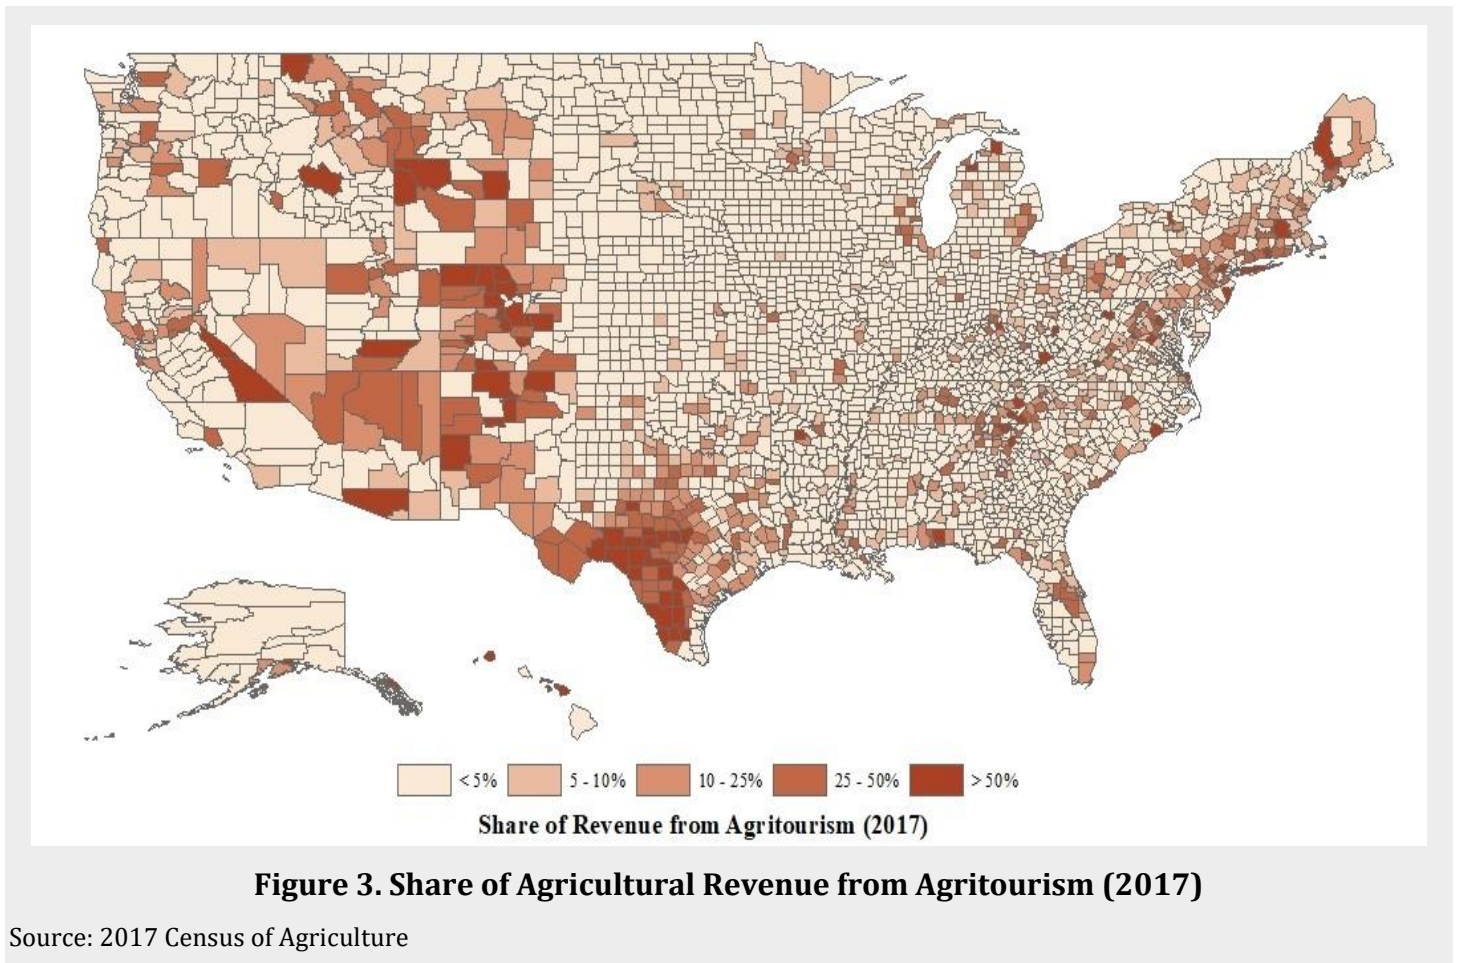 < 5% 5 - 10% 10 - 25% 25 - 50% > 50%
Share of Revenue from Agritourism (2017)
Figure 3. Share of Agricultural Revenue from Agritourism (2017)
Source: 2017 Census of Agriculture